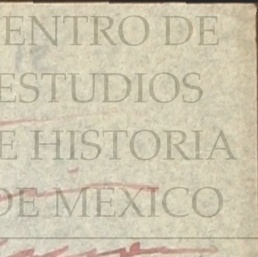 ENTRO DE
ESTUDIOS
E HISTORIA
DE MEXICO